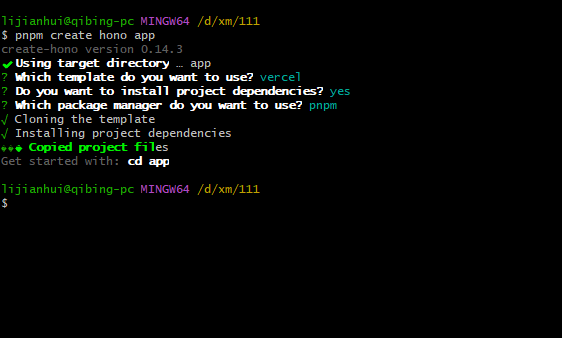 lijianhui@qibing-pc MINGW64 /d/xm/111
$ pnpm create hono app
create-hono version 0.14.3
✔ Using target directory … app
? Which template do you want to use? vercel
? Do you want to install project dependencies? yes
? Which package manager do you want to use? pnpm
√ Cloning the template
√ Installing project dependencies
Copied project files
Get started with: cd app
lijianhui@qibing-pc MINGW64 /d/xm/111
$